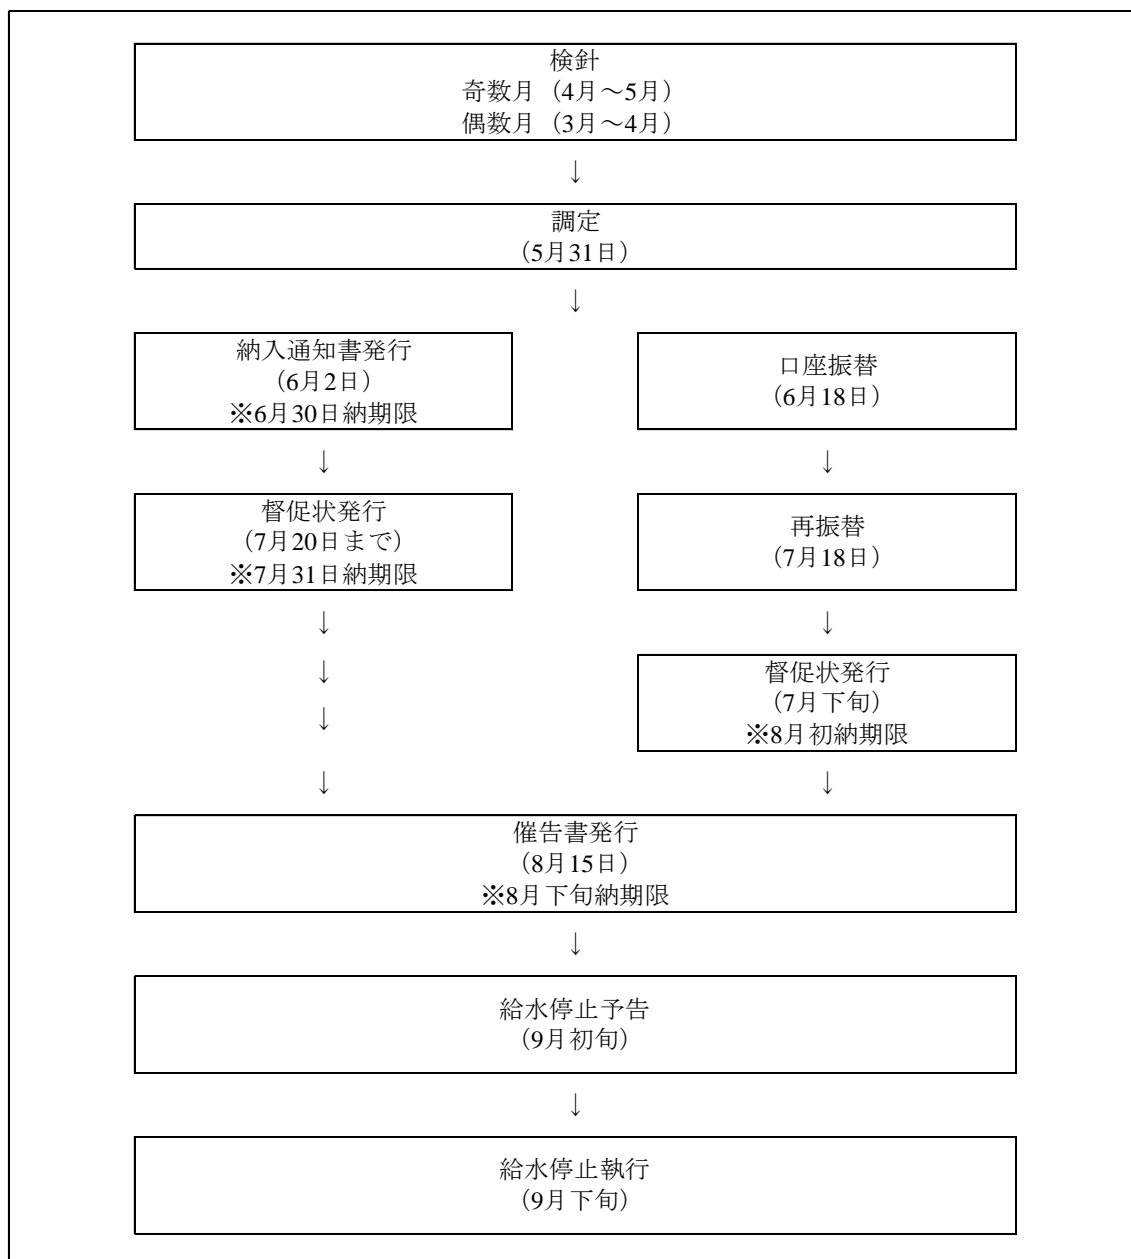 検針
奇数月（4月～5月）
偶数月（3月～4月）
↓
調定
（5月31日）
↓
納入通知書発行
（6月2日）
※6月30日納期限
口座振替
（6月18日）
↓
↓
督促状発行
（7月20日まで）
※7月31日納期限
再振替
（7月18日）
↓
↓
↓
↓
督促状発行
（7月下旬）
※8月初納期限
↓
↓
催告書発行
（8月15日）
※8月下旬納期限
↓
給水停止予告
（9月初旬）
↓
給水停止執行
（9月下旬）